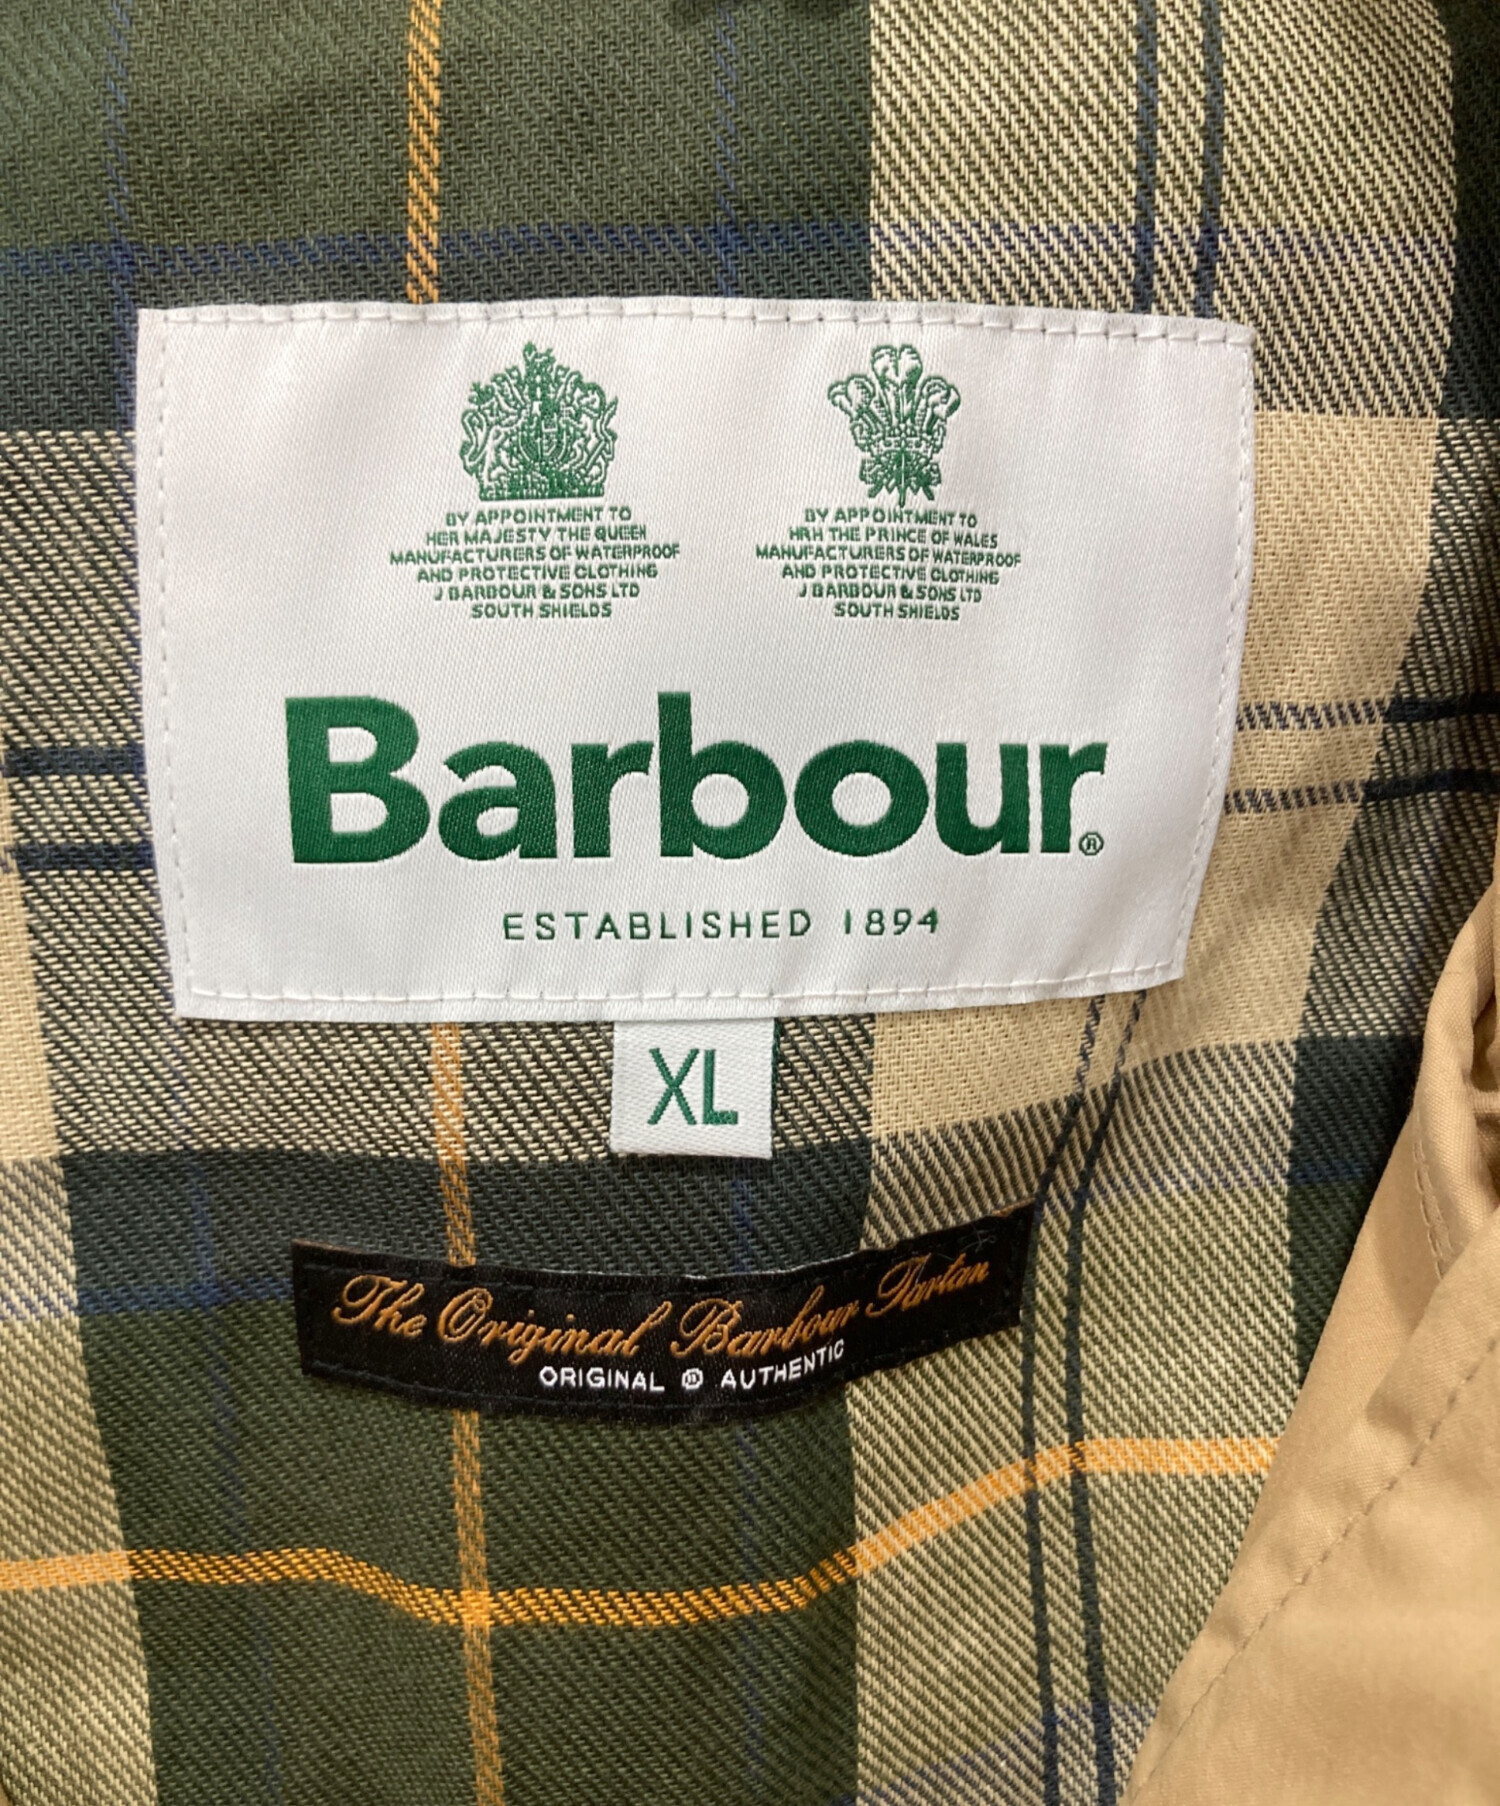 BY APPOINTMENT TO
HER MAJESTY THE QUEEN
MANUFACTURERS OF WATERPROOF
AND PROTECTIVE CLOTHING
J BARBOUR & SONS LTD
SOUTH SHIELDS
BY APPOINTMENT TO
HRH THE PRINCE OF WALES
MANUFACTURERS OF WATERPROOF
AND PROTECTIVE CLOTHING
J BARBOUR & SONS LTD
SOUTH SHIELDS
Barbour®
ESTABLISHED 1894
XL
The Original Barbour Tartan
ORIGINAL AUTHENTIC